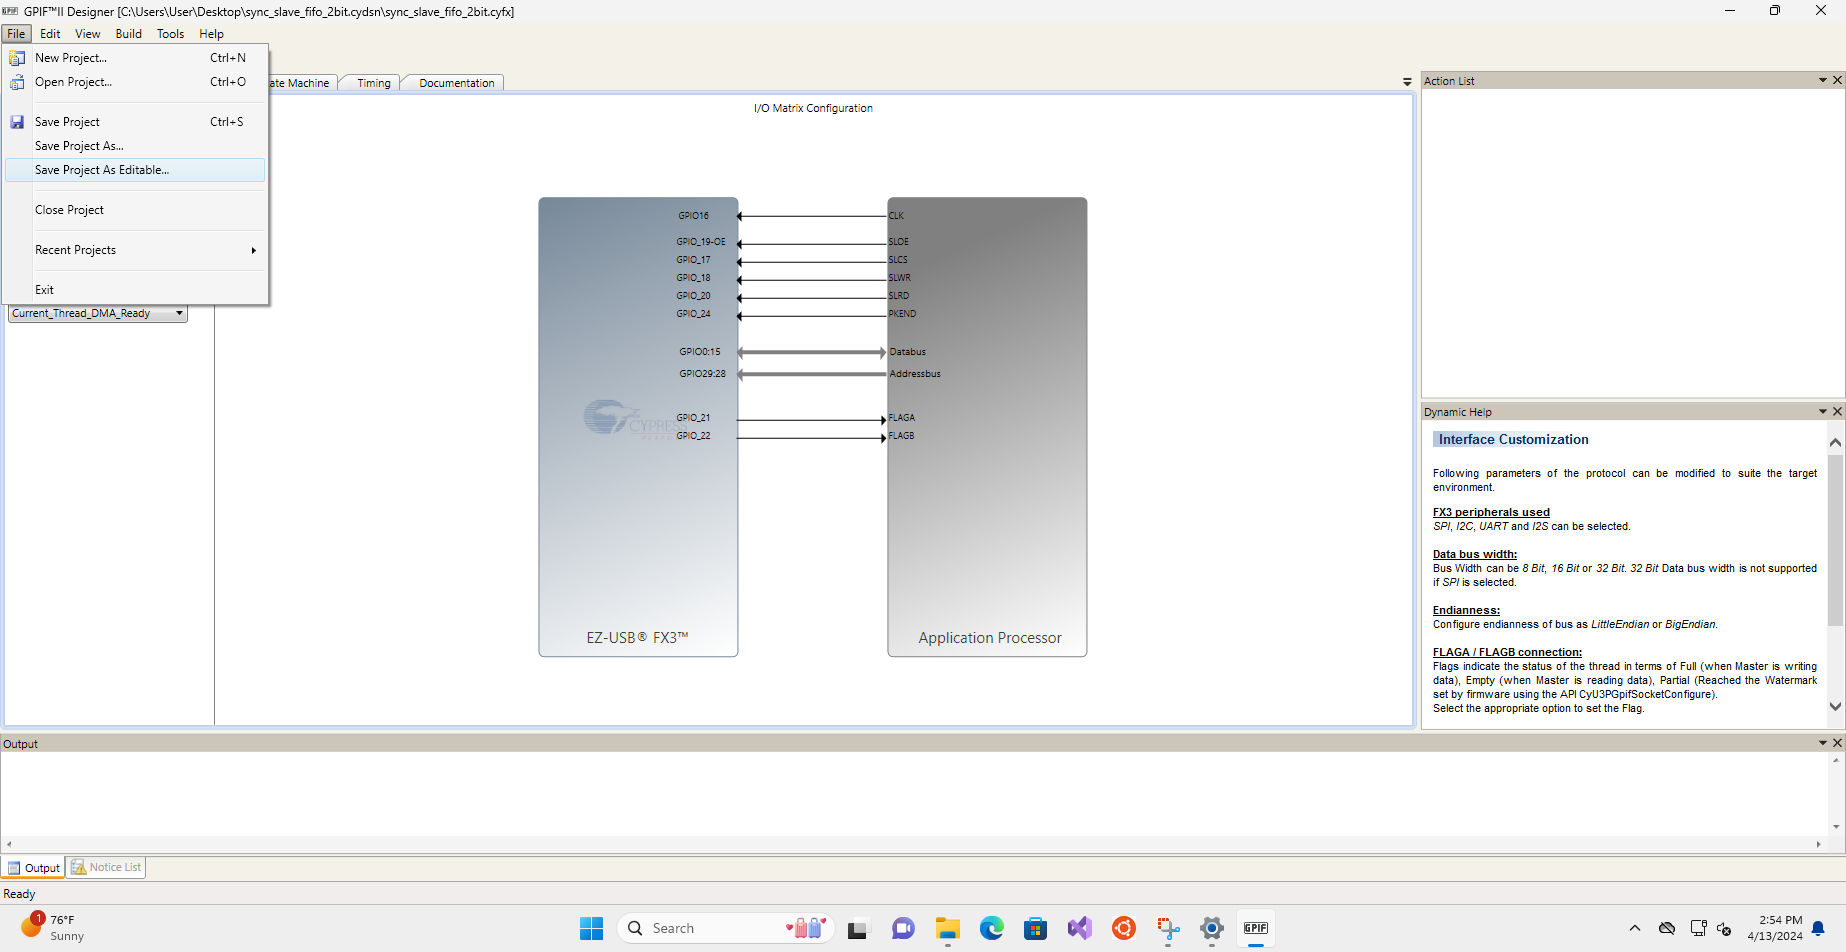 GPIF GPIF™II Designer [C:\Users\User\Desktop\sync_slave_fifo_2bit.cydsn\sync_slave_fifo_2bit.cyfx]
File Edit View Build Tools Help
New Project... Ctrl+N
Open Project... Ctrl+O
Save Project Ctrl+S
Save Project As...
Save Project As Editable...
Close Project
Recent Projects
Exit
Current_Thread_DMA_Ready
ate Machine Timing Documentation
I/O Matrix Configuration
GPIO16 CLK
GPIO_19-OE SLOE
GPIO_17 SLCS
GPIO_18 SLWR
GPIO_20 SLRD
GPIO_24 PKEND
GPIO0:15 Databus
GPIO29:28 Addressbus
GPIO_21 FLAGA
CYPRESS
GPIO_22 FLAGB
EZ-USB® FX3™ Application Processor
Action List
Dynamic Help
Interface Customization
Following parameters of the protocol can be modified to suite the target
environment.
FX3 peripherals used
SPI, I2C, UART and I2S can be selected.
Data bus width:
Bus Width can be 8 Bit, 16 Bit or 32 Bit. 32 Bit Data bus width is not supported
if SPI is selected.
Endianness:
Configure endianness of bus as LittleEndian or BigEndian.
FLAGA / FLAGB connection:
Flags indicate the status of the thread in terms of Full (when Master is writing
data), Empty (when Master is reading data), Partial (Reached the Watermark
set by firmware using the API CyU3PGpifSocketConfigure).
Select the appropriate option to set the Flag.
Output
Output Notice List
Ready
1 76°F
Sunny
Search
GPIF
2:54 PM
4/13/2024